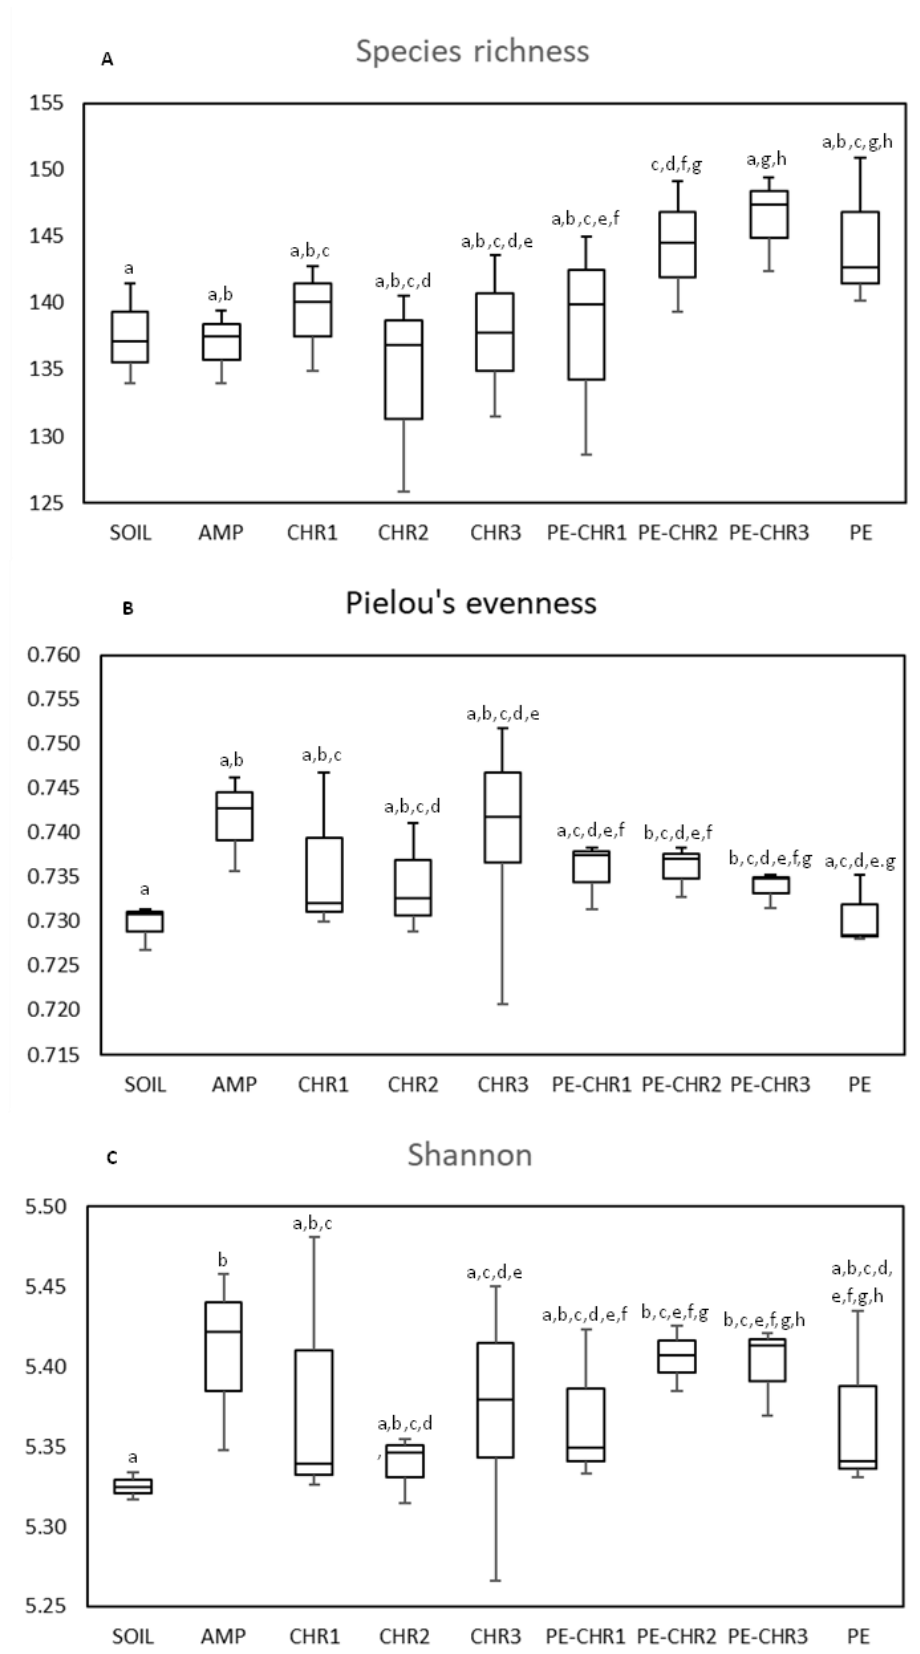 A Species richness
155
a,b,c,g,h
150
c,d,f,g a,g,h
145
a,b,c,e,f
a,b,c,d,e
a,b,c
a a,b,c,d
a,b
140
135
130
125
SOIL AMP CHR1 CHR2 CHR3 PE-CHR1 PE-CHR2 PE-CHR3 PE
B Pielou's evenness
0.760
0.755
a,b,c,d,e
0.750
a,b a,b,c
0.745
a,b,c,d
0.740
a,c,d,e,f b,c,d,e,f
b,c,d,e,f,g a,c,d,e.g
0.735
a
0.730
0.725
0.720
0.715
SOIL AMP CHR1 CHR2 CHR3 PE-CHR1 PE-CHR2 PE-CHR3 PE
C Shannon
5.50
a,b,c
b a,c,d,e a,b,c,d,
5.45
e,f,g,h
a,b,c,d,e,f b,c,e,f,g b,c,e,f,g,h
5.40
a,b,c,d
,
5.35
a
5.30
5.25
SOIL AMP CHR1 CHR2 CHR3 PE-CHR1 PE-CHR2 PE-CHR3 PE